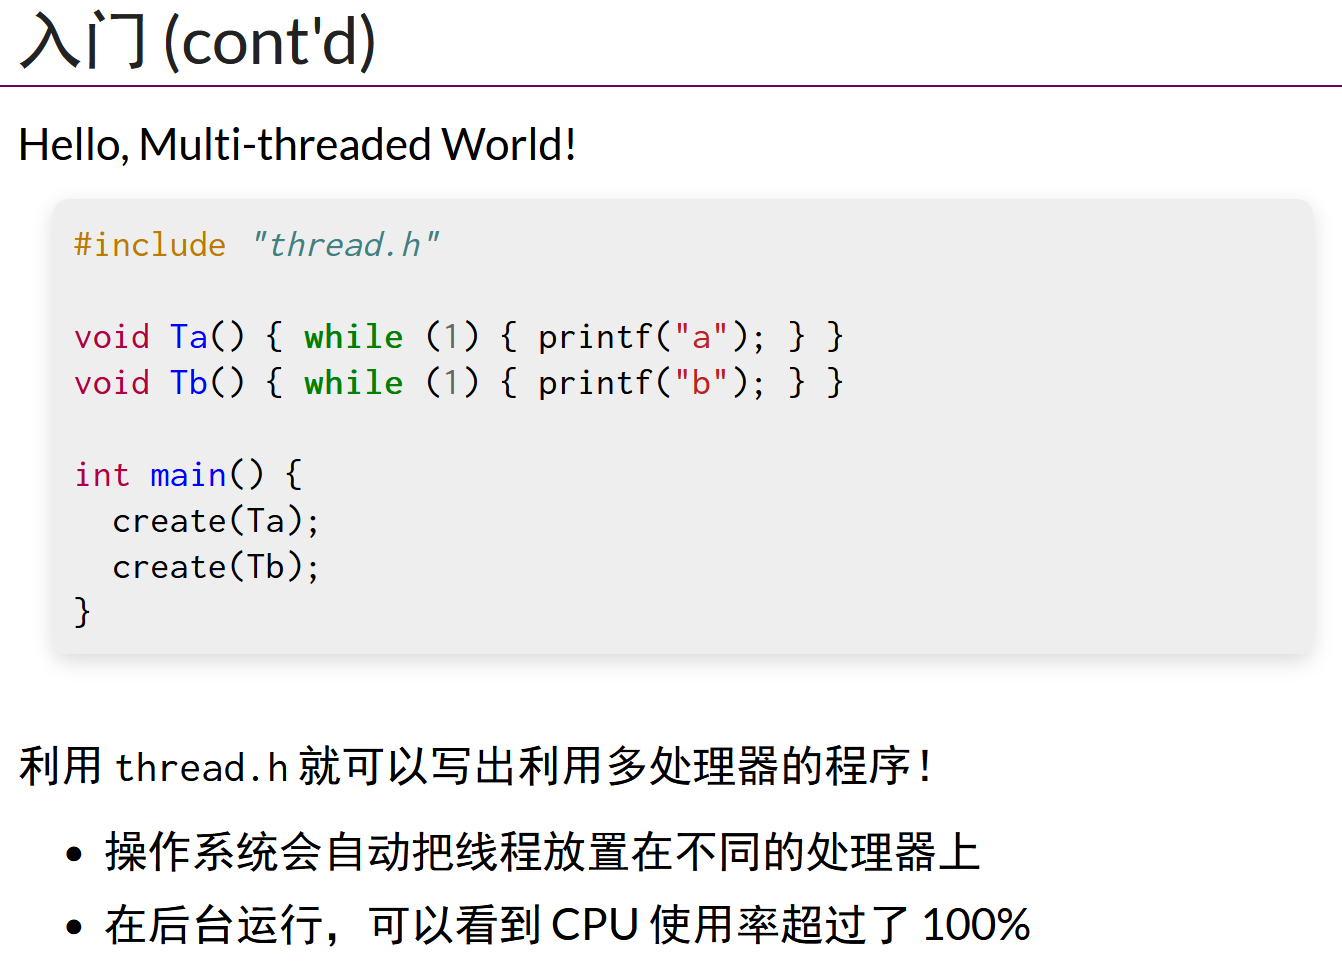 入门 (cont'd)
Hello, Multi-threaded World!
#include "thread.h"
void Ta() { while (1) { printf("a"); } }
void Tb() { while (1) { printf("b"); } }
int main() {
  create(Ta);
  create(Tb);
}
利用 thread.h 就可以写出利用多处理器的程序！
• 操作系统会自动把线程放置在不同的处理器上
• 在后台运行，可以看到 CPU 使用率超过了 100%